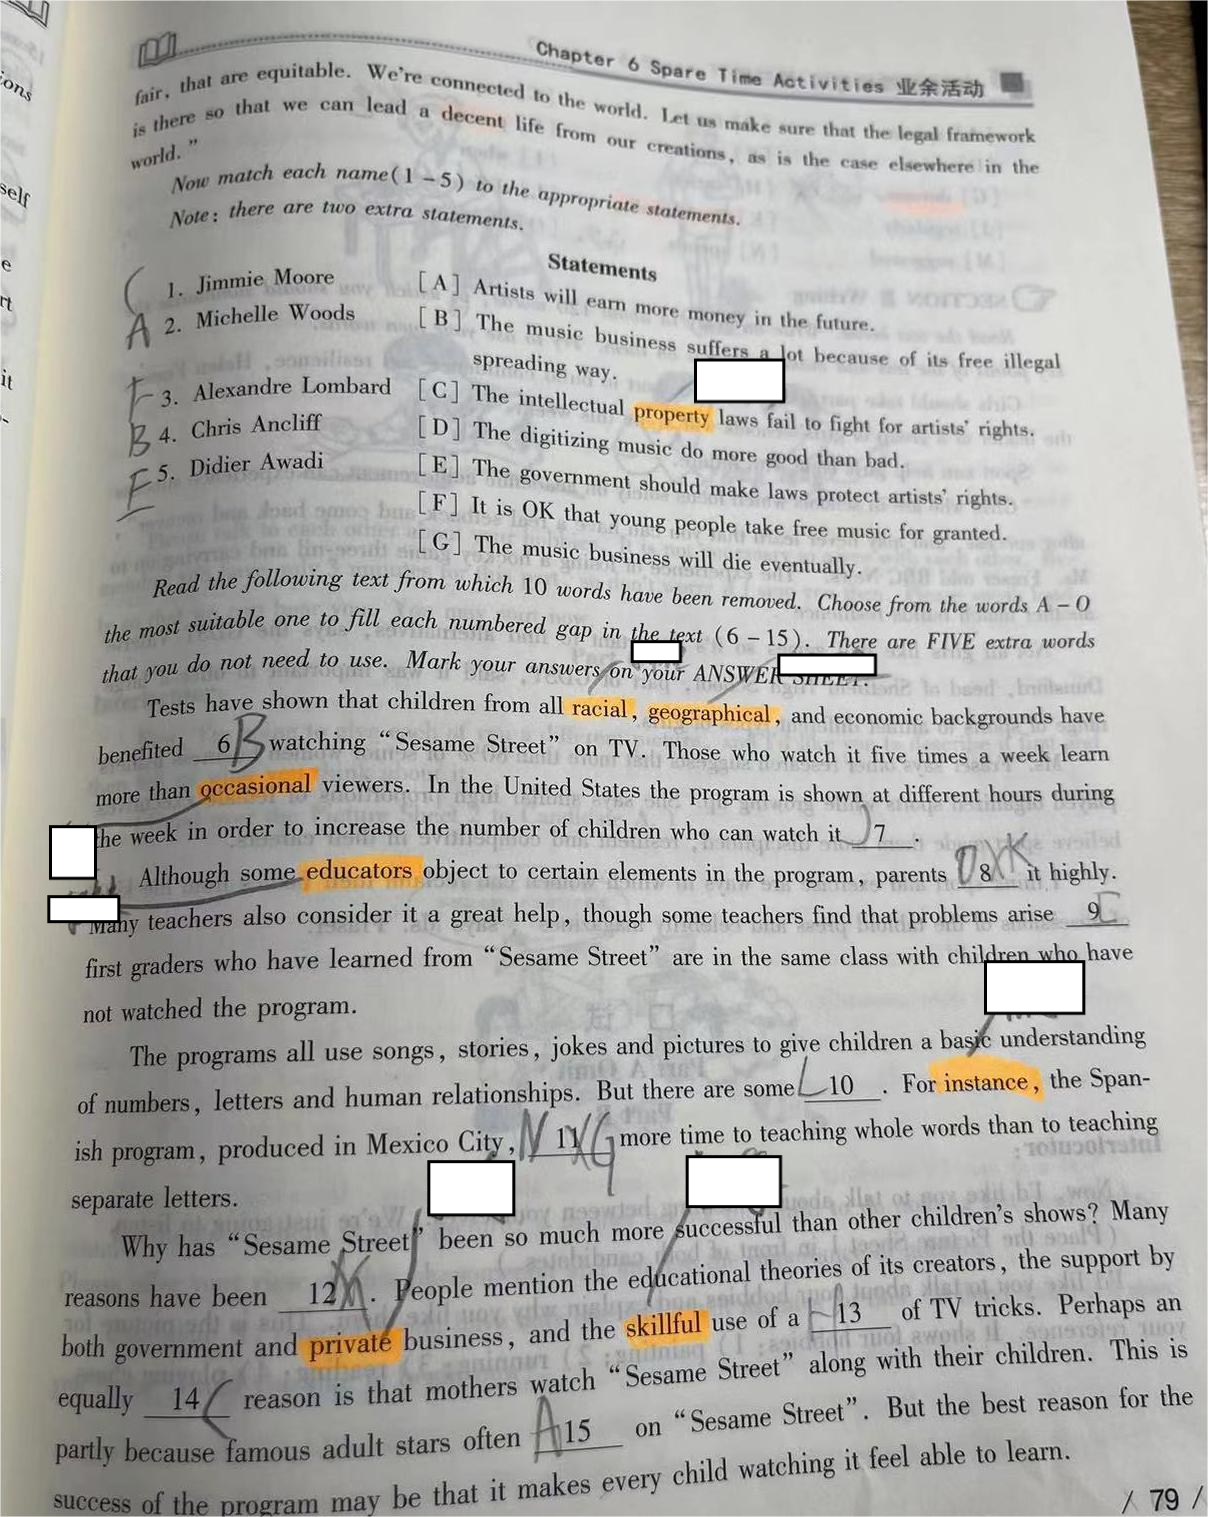 Chapter 6 Spare Time Activities 业余活动
fair, that are equitable. We're connected to the world. Let us make sure that the legal framework
is there so that we can lead a decent life from our creations, as is the case elsewhere in the
world. "
Now match each name(1-5) to the appropriate statements.
Note: there are two extra statements.
Statements
C 1. Jimmie Moore [A] Artists will earn more money in the future.
A 2. Michelle Woods [B] The music business suffers a lot because of its free illegal
spreading way.
F 3. Alexandre Lombard [C] The intellectual property laws fail to fight for artists' rights.
B 4. Chris Ancliff [D] The digitizing music do more good than bad.
E 5. Didier Awadi [E] The government should make laws protect artists' rights.
[F] It is OK that young people take free music for granted.
[G] The music business will die eventually.
Read the following text from which 10 words have been removed. Choose from the words A-O
the most suitable one to fill each numbered gap in the text (6-15). There are FIVE extra words
that you do not need to use. Mark your answers on your ANSWER SHEET.
Tests have shown that children from all racial, geographical, and economic backgrounds have
benefited 6 B watching "Sesame Street" on TV. Those who watch it five times a week learn
more than occasional viewers. In the United States the program is shown at different hours during
the week in order to increase the number of children who can watch it 7 .
Although some educators object to certain elements in the program, parents 8 K it highly.
Many teachers also consider it a great help, though some teachers find that problems arise 9
first graders who have learned from "Sesame Street" are in the same class with children who have
not watched the program.
The programs all use songs, stories, jokes and pictures to give children a basic understanding
of numbers, letters and human relationships. But there are some L 10 . For instance, the Span-
ish program, produced in Mexico City, N 11 G more time to teaching whole words than to teaching
separate letters.
Why has "Sesame Street" been so much more successful than other children's shows? Many
reasons have been 12 M . People mention the educational theories of its creators, the support by
both government and private business, and the skillful use of a 13 of TV tricks. Perhaps an
equally 14 C reason is that mothers watch "Sesame Street" along with their children. This is
partly because famous adult stars often A 15 on "Sesame Street". But the best reason for the
success of the program may be that it makes every child watching it feel able to learn.
/ 79 /